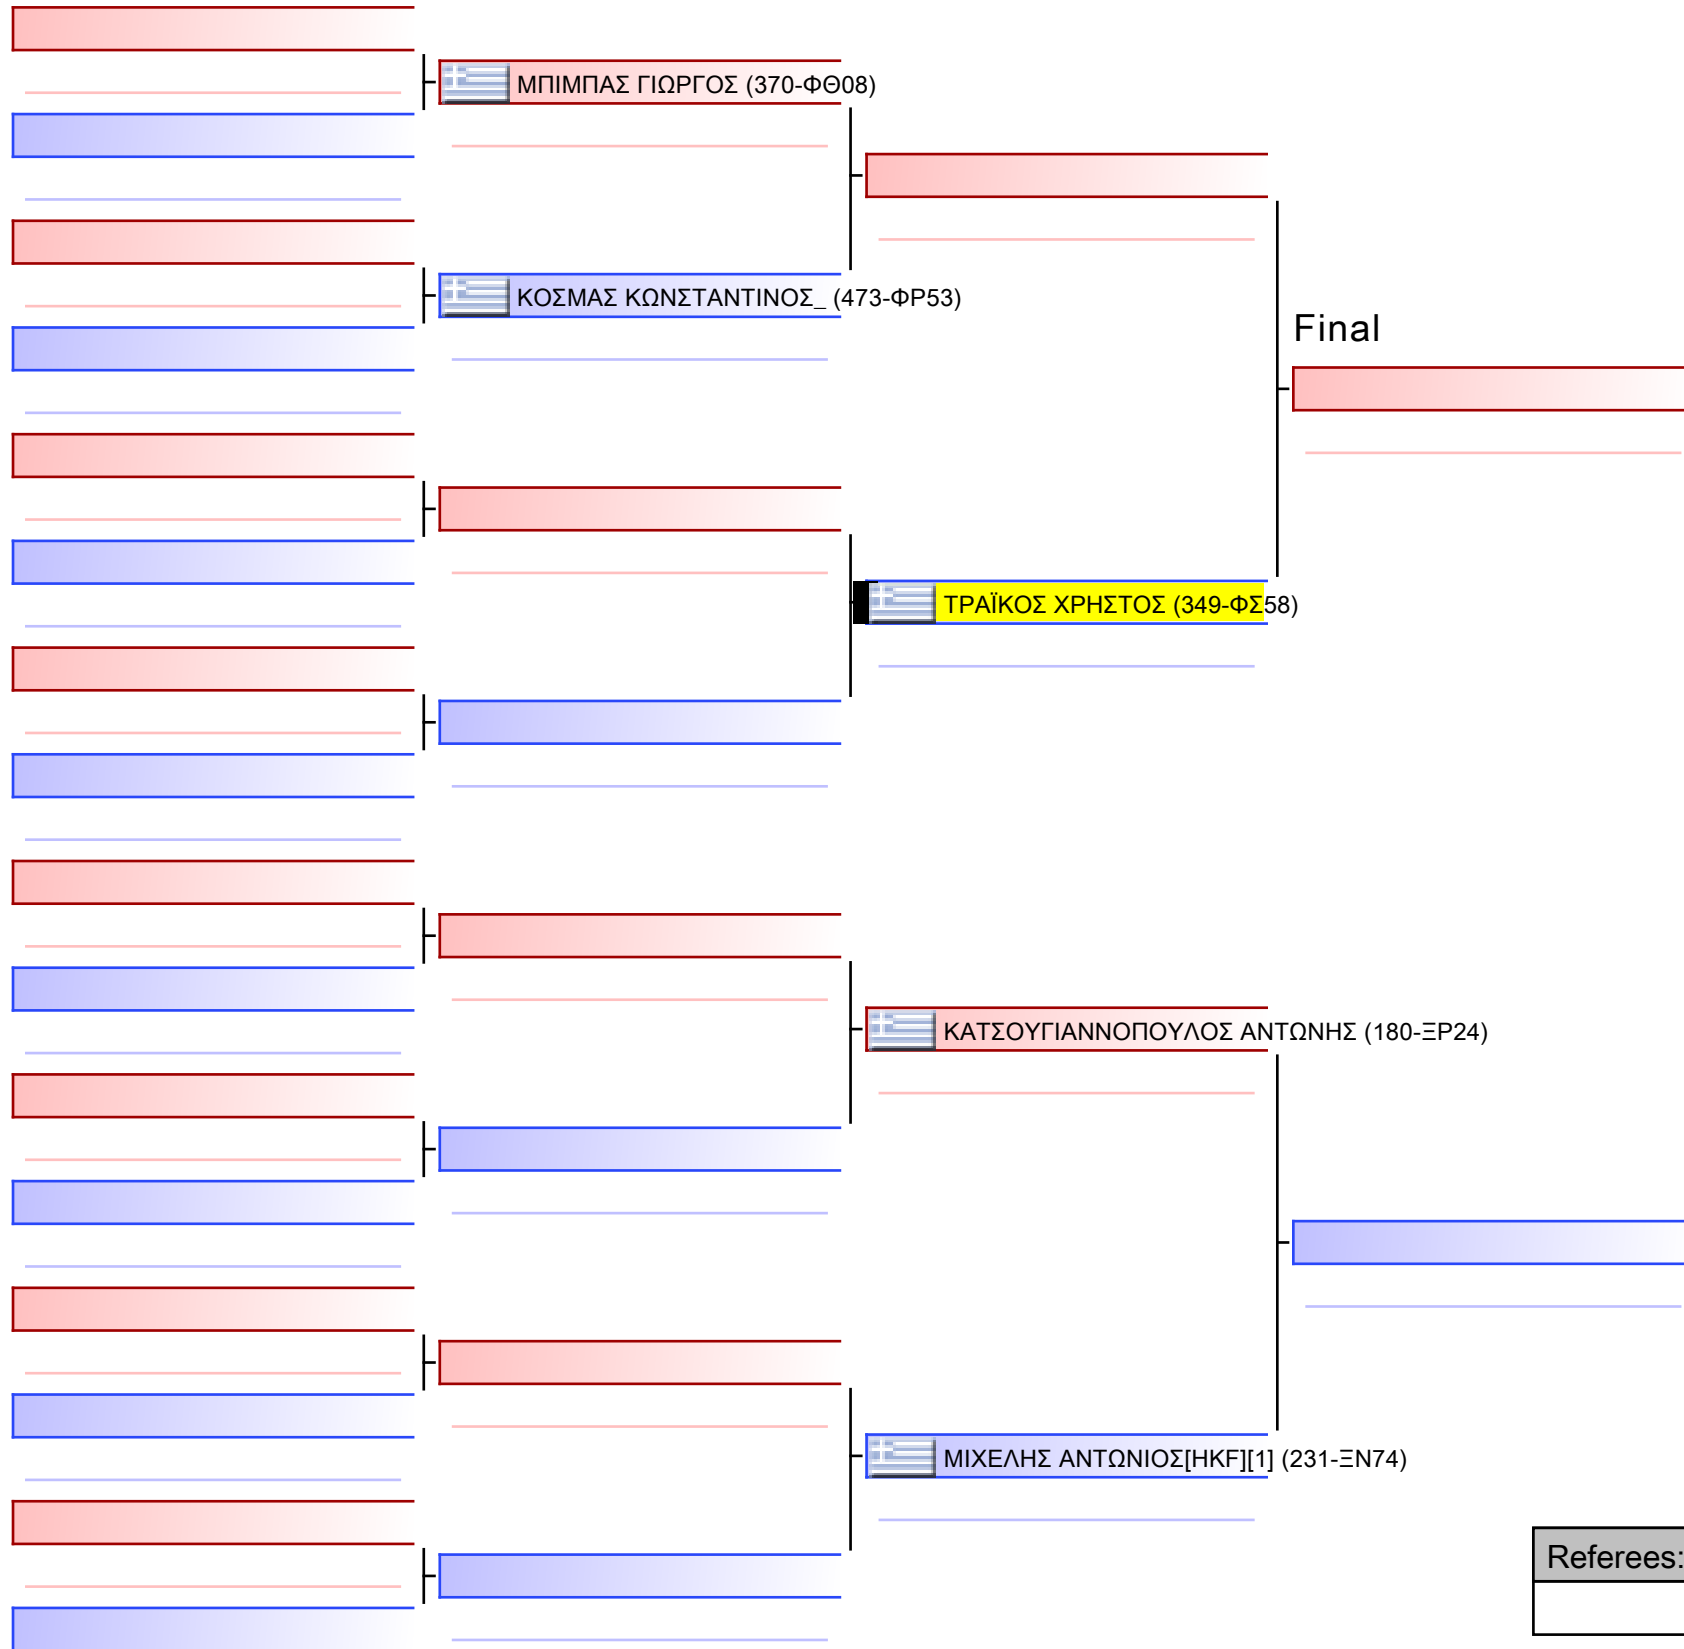 ΜΠΙΜΠΑΣ ΓΙΩΡΓΟΣ (370-ΦΘ08)
ΚΟΣΜΑΣ ΚΩΝΣΤΑΝΤΙΝΟΣ_ (473-ΦΡ53)
Final
ΤΡΑΪΚΟΣ ΧΡΗΣΤΟΣ (349-ΦΣ58)
ΚΑΤΣΟΥΓΙΑΝΝΟΠΟΥΛΟΣ ΑΝΤΩΝΗΣ (180-ΞΡ24)
ΜΙΧΕΛΗΣ ΑΝΤΩΝΙΟΣ[HKF][1] (231-ΞΝ74)
Referees: